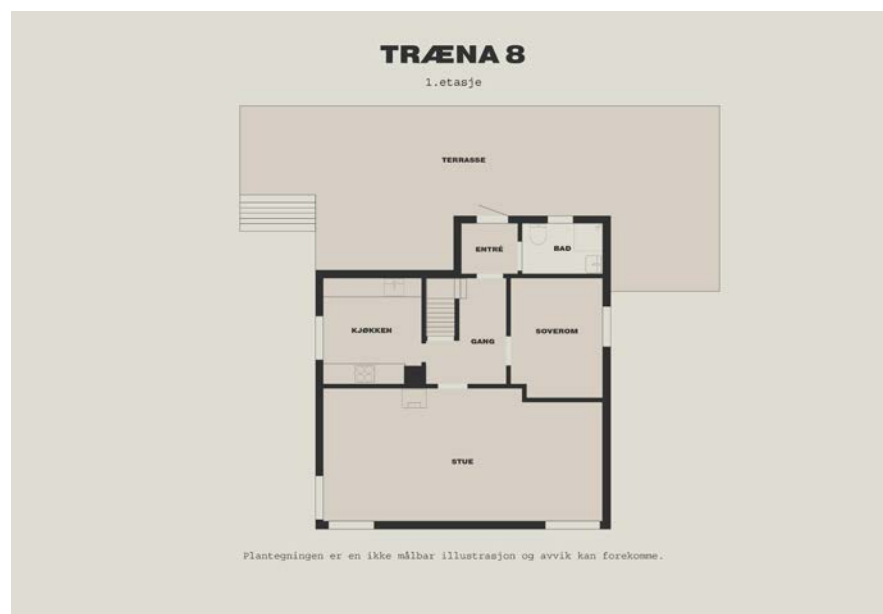 TRÆNA 8
1.etasje
TERRASSE
ENTRÉ
BAD
KJØKKEN
GANG
SOVEROM
STUE
Plantegningen er en ikke målbar illustrasjon og avvik kan forekomme.